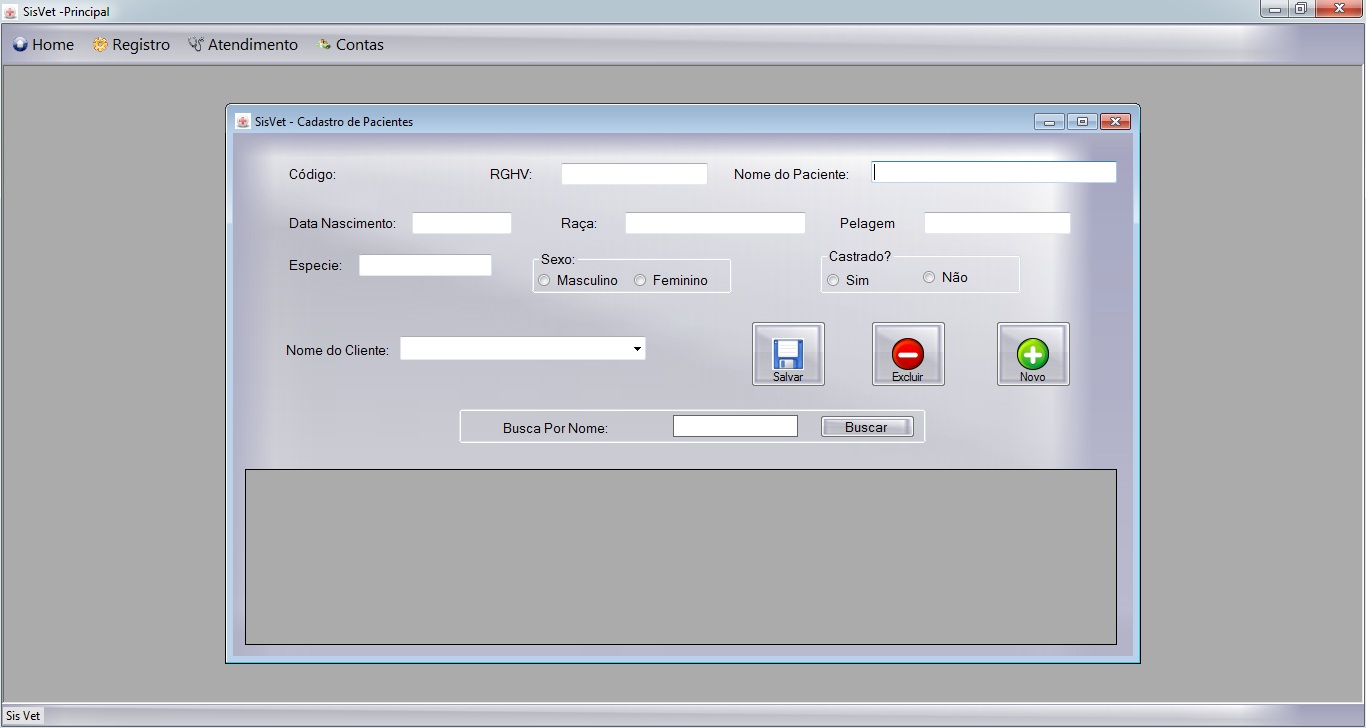 SisVet -Principal
Home Registro Atendimento Contas
SisVet - Cadastro de Pacientes
Código: RGHV: Nome do Paciente:
Data Nascimento: Raça: Pelagem
Especie: Sexo: Castrado?
Masculino Feminino Sim Não
Nome do Cliente:
Salvar Excluir Novo
Busca Por Nome: Buscar
Sis Vet